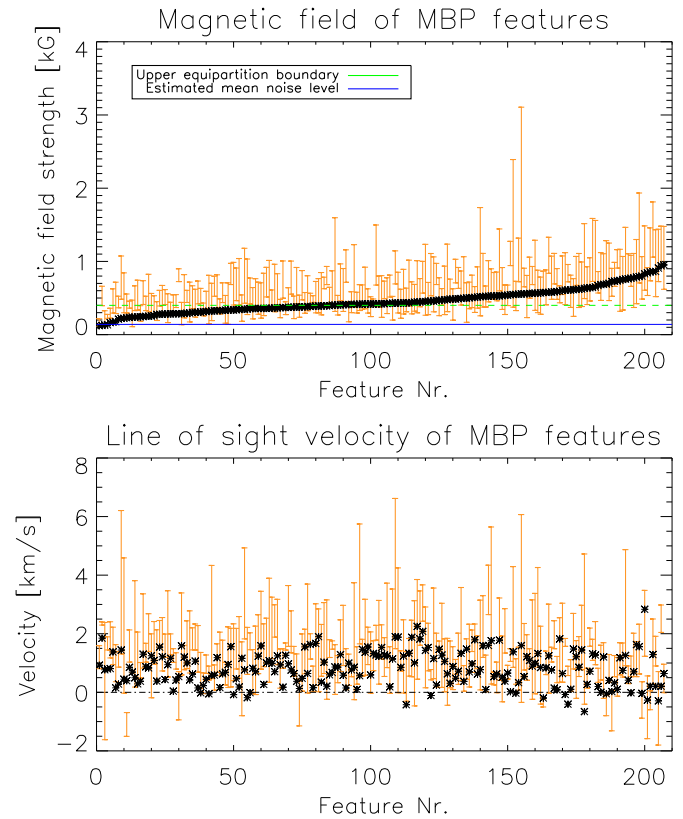 Magnetic field of MBP features
Magnetic field strength [kG]
4
3
2
1
0
Upper equipartition boundary
Estimated mean noise level
0 50 100 150 200
Feature Nr.
Line of sight velocity of MBP features
Velocity [km/s]
8
6
4
2
0
−2
0 50 100 150 200
Feature Nr.